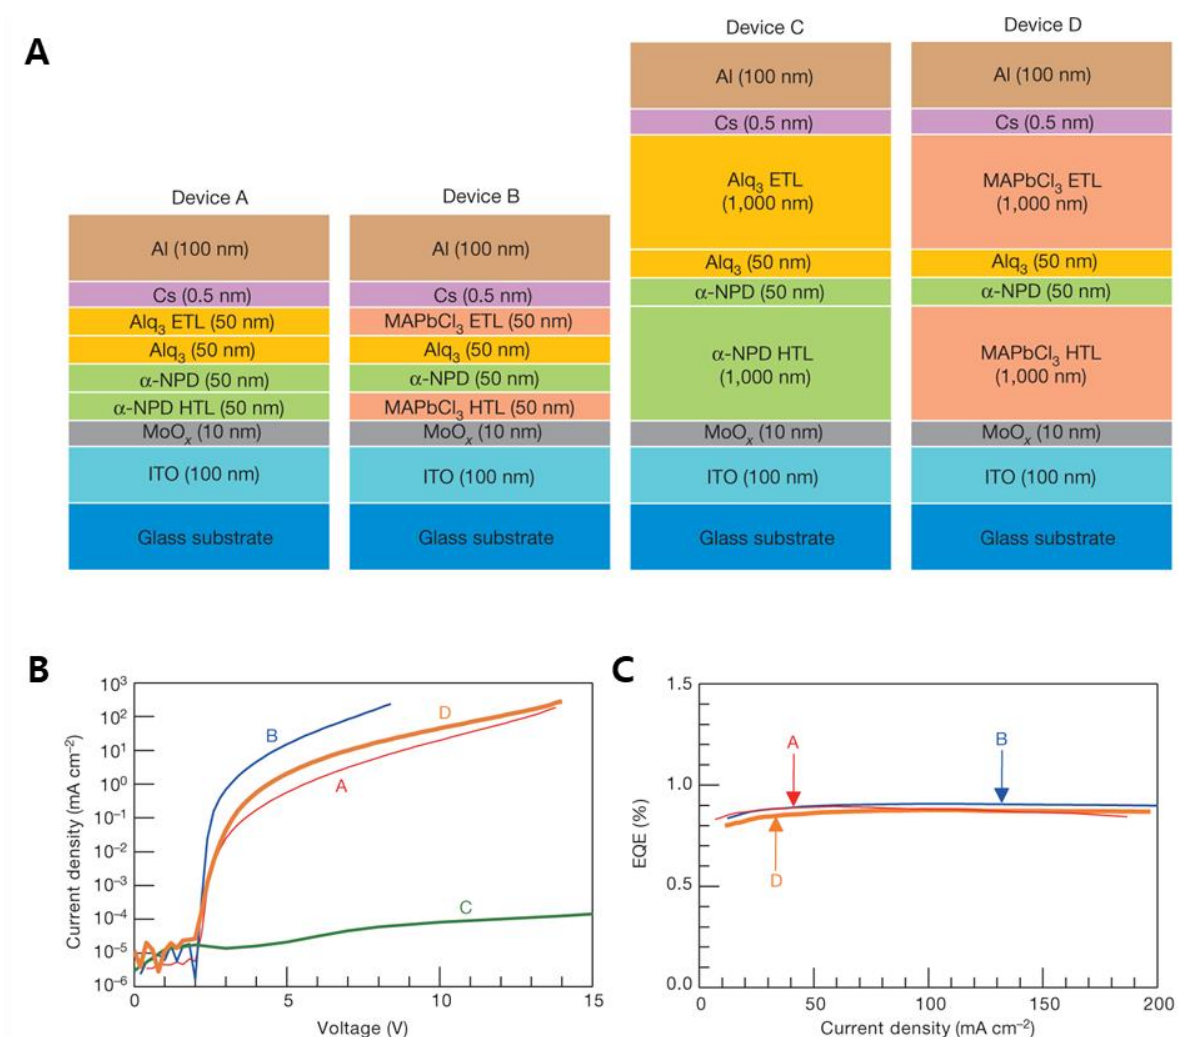 A
Device A
Al (100 nm)
Cs (0.5 nm)
Alq₃ ETL (50 nm)
Alq₃ (50 nm)
α-NPD (50 nm)
α-NPD HTL (50 nm)
MoOₓ (10 nm)
ITO (100 nm)
Glass substrate
Device B
Al (100 nm)
Cs (0.5 nm)
MAPbCl₃ ETL (50 nm)
Alq₃ (50 nm)
α-NPD (50 nm)
MAPbCl₃ HTL (50 nm)
MoOₓ (10 nm)
ITO (100 nm)
Glass substrate
Device C
Al (100 nm)
Cs (0.5 nm)
Alq₃ ETL
(1,000 nm)
Alq₃ (50 nm)
α-NPD (50 nm)
α-NPD HTL
(1,000 nm)
MoOₓ (10 nm)
ITO (100 nm)
Glass substrate
Device D
Al (100 nm)
Cs (0.5 nm)
MAPbCl₃ ETL
(1,000 nm)
Alq₃ (50 nm)
α-NPD (50 nm)
MAPbCl₃ HTL
(1,000 nm)
MoOₓ (10 nm)
ITO (100 nm)
Glass substrate
B
Current density (mA cm⁻²)
10³
10²
10¹
10⁰
10⁻¹
10⁻²
10⁻³
10⁻⁴
10⁻⁵
10⁻⁶
B
D
A
C
0 5 10 15
Voltage (V)
C
EQE (%)
1.5
1.0
0.5
0.0
A
B
D
0 50 100 150 200
Current density (mA cm⁻²)